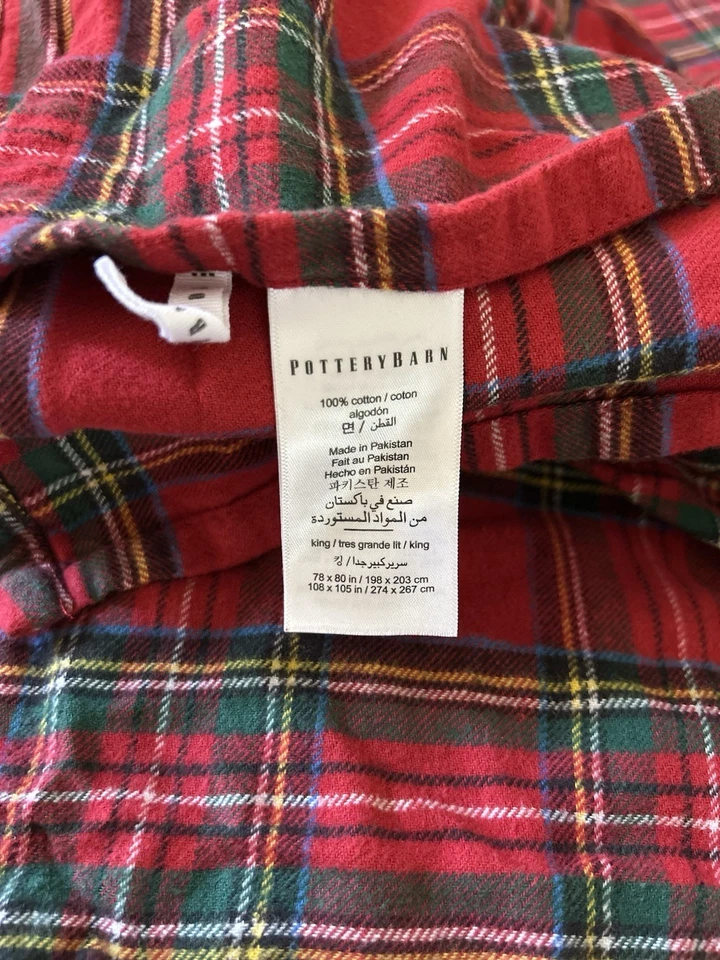 POTTERYBARN
100% cotton / coton
algodón
면 / القطن
Made in Pakistan
Fait au Pakistan
Hecho en Pakistán
파키스탄 제조
صنع في باكستان
من المواد المستوردة
king / tres grande lit / king
킹 / سرير كبير جدا
78 x 80 in / 198 x 203 cm
108 x 105 in / 274 x 267 cm